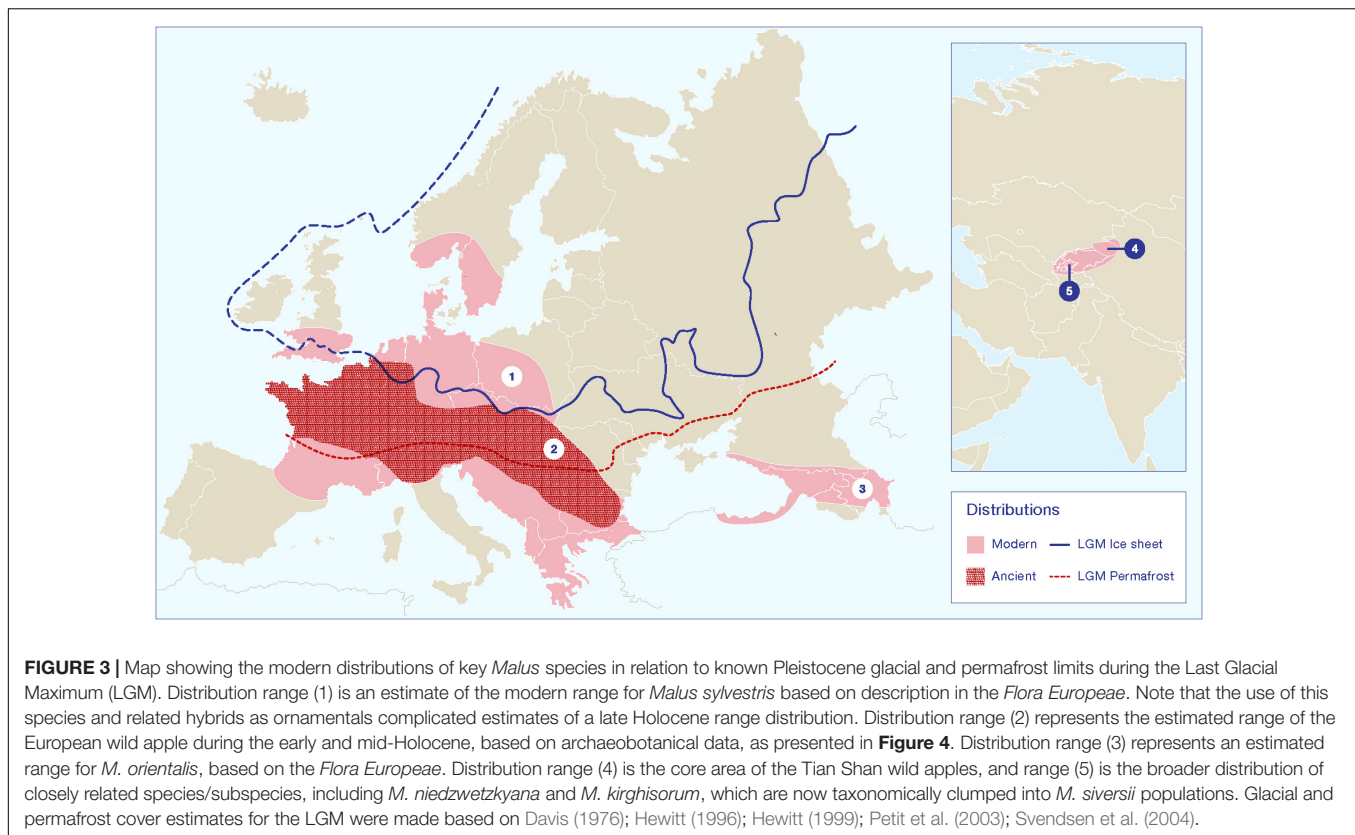 1
2
3
4
5
Distributions
Modern LGM Ice sheet
Ancient LGM Permafrost
FIGURE 3 | Map showing the modern distributions of key Malus species in relation to known Pleistocene glacial and permafrost limits during the Last Glacial
Maximum (LGM). Distribution range (1) is an estimate of the modern range for Malus sylvestris based on description in the Flora Europeae. Note that the use of this
species and related hybrids as ornamentals complicated estimates of a late Holocene range distribution. Distribution range (2) represents the estimated range of the
European wild apple during the early and mid-Holocene, based on archaeobotanical data, as presented in Figure 4. Distribution range (3) represents an estimated
range for M. orientalis, based on the Flora Europeae. Distribution range (4) is the core area of the Tian Shan wild apples, and range (5) is the broader distribution of
closely related species/subspecies, including M. niedzwetzkyana and M. kirghisorum, which are now taxonomically clumped into M. siversii populations. Glacial and
permafrost cover estimates for the LGM were made based on Davis (1976); Hewitt (1996); Hewitt (1999); Petit et al. (2003); Svendsen et al. (2004).